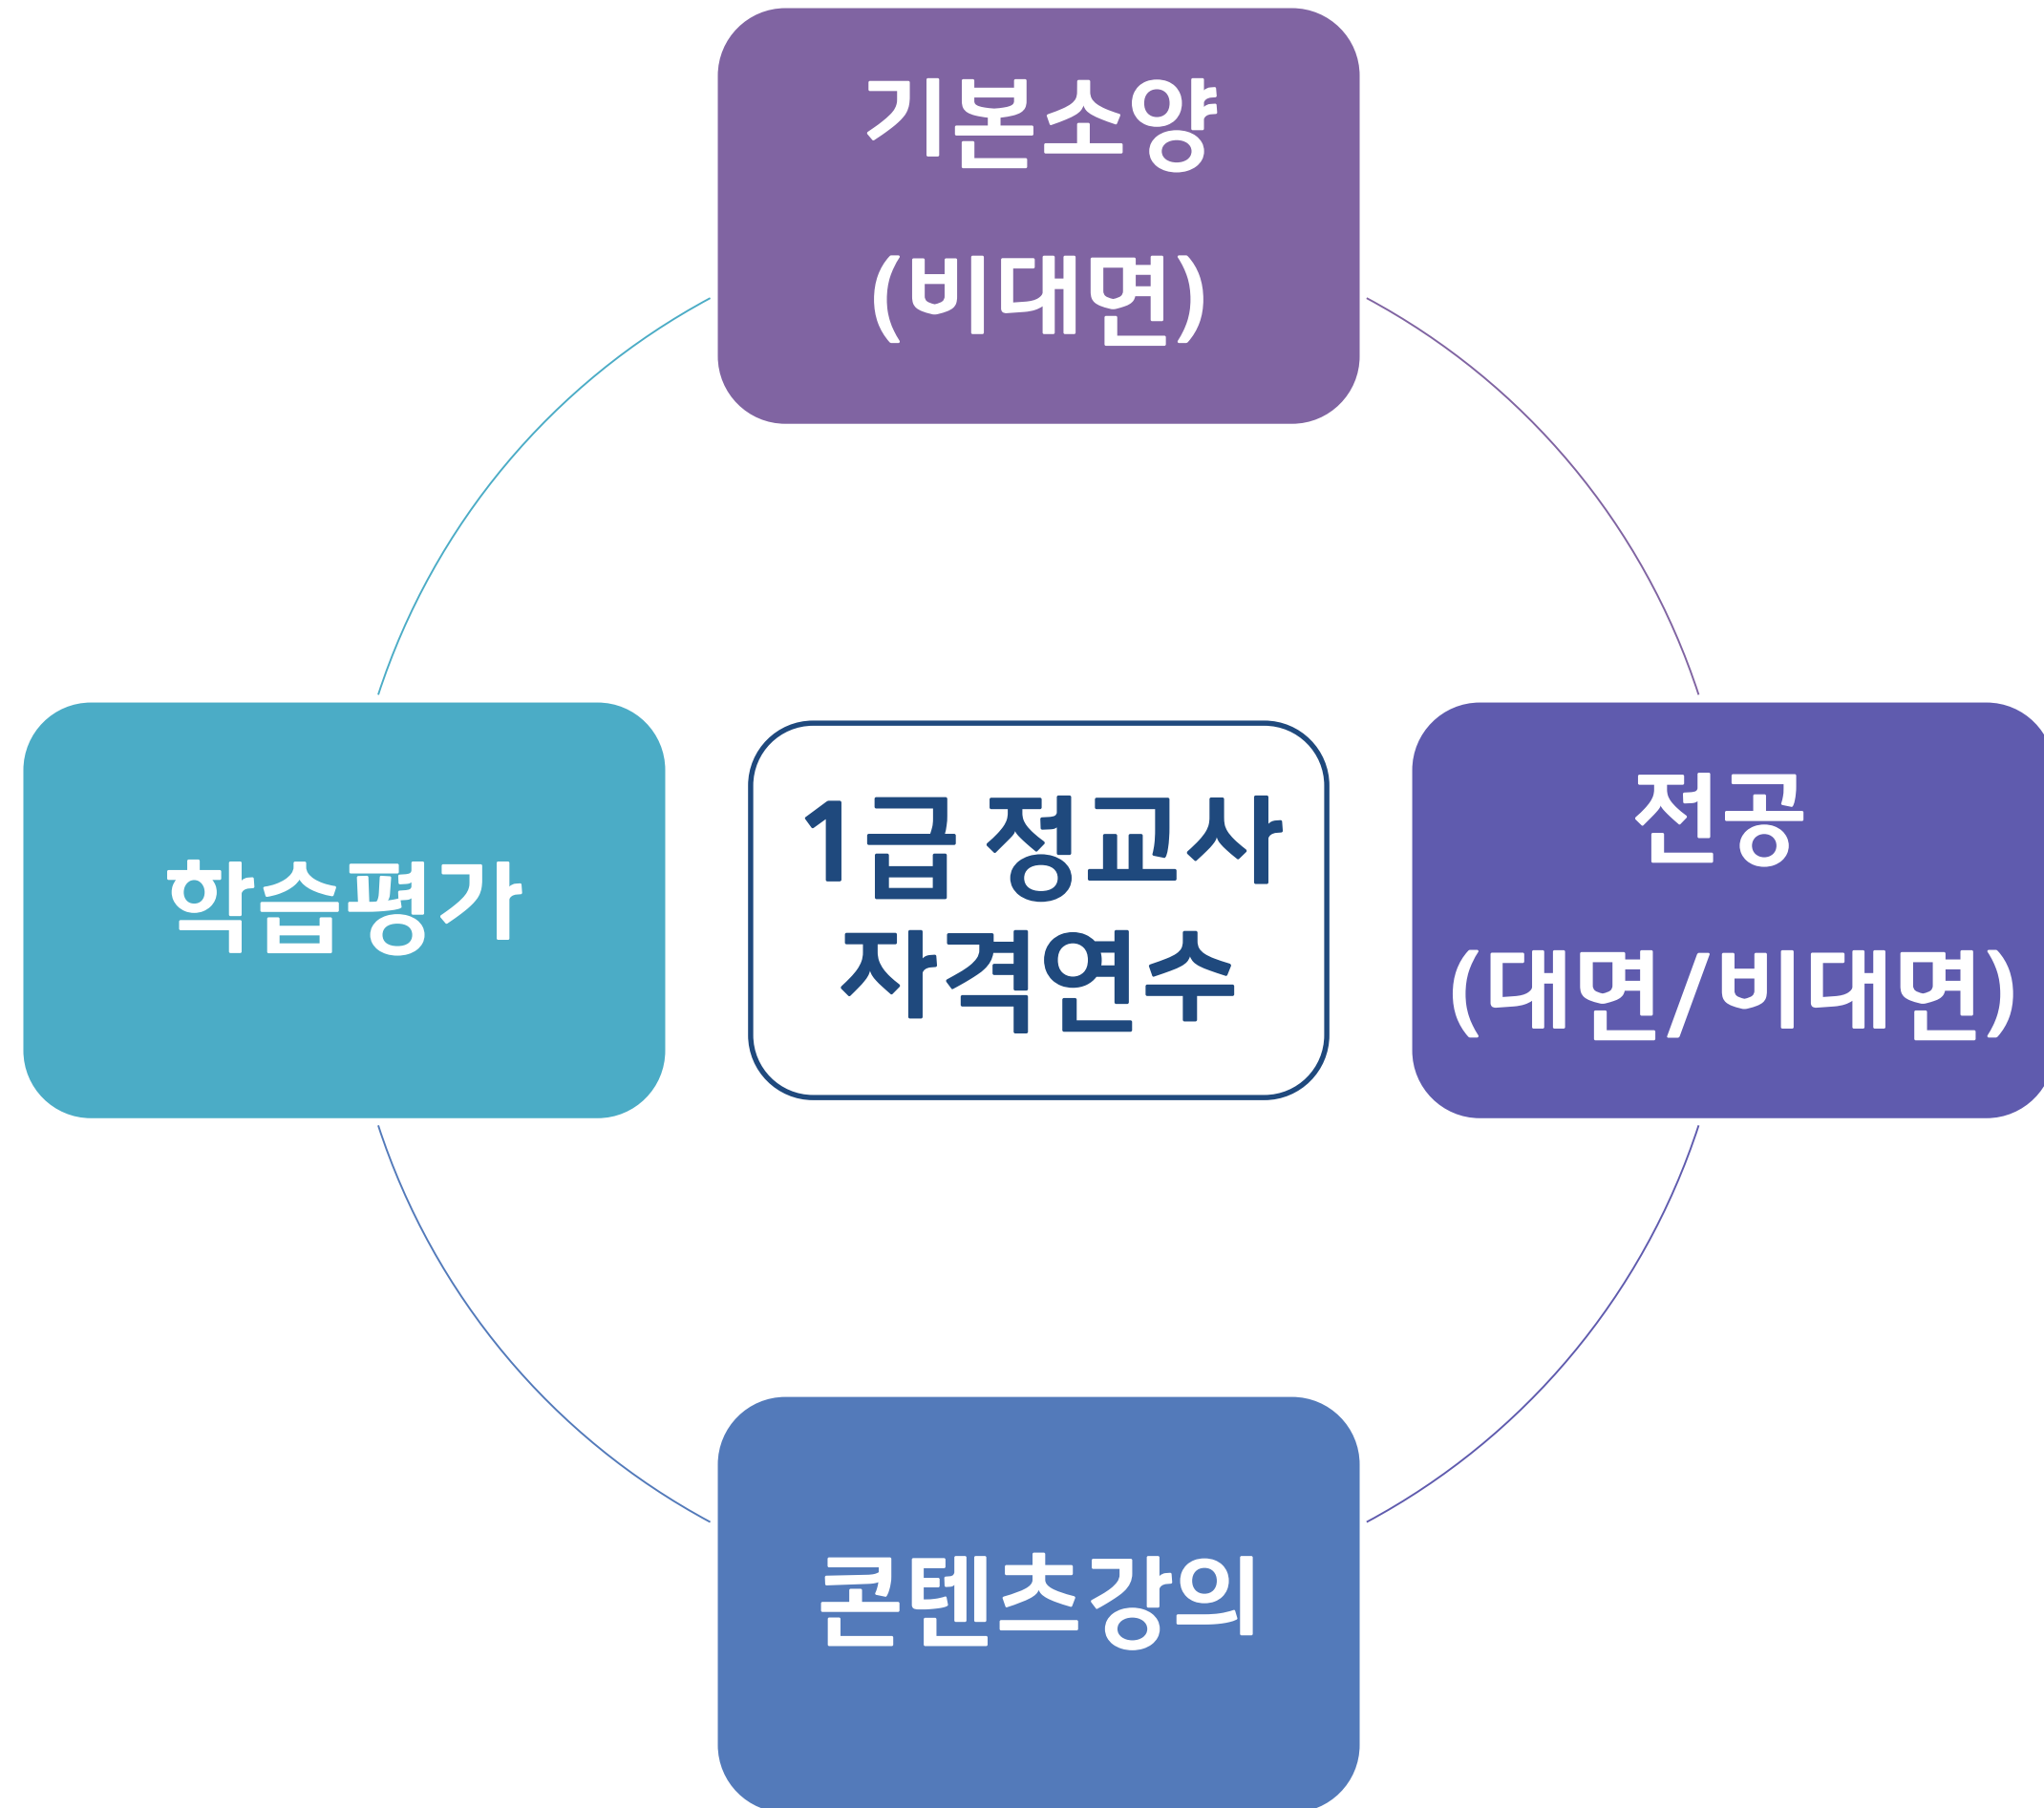 기본소양
(비대면)
학습평가
1급 정교사
자격연수
전공
(대면/비대면)
콘텐츠강의